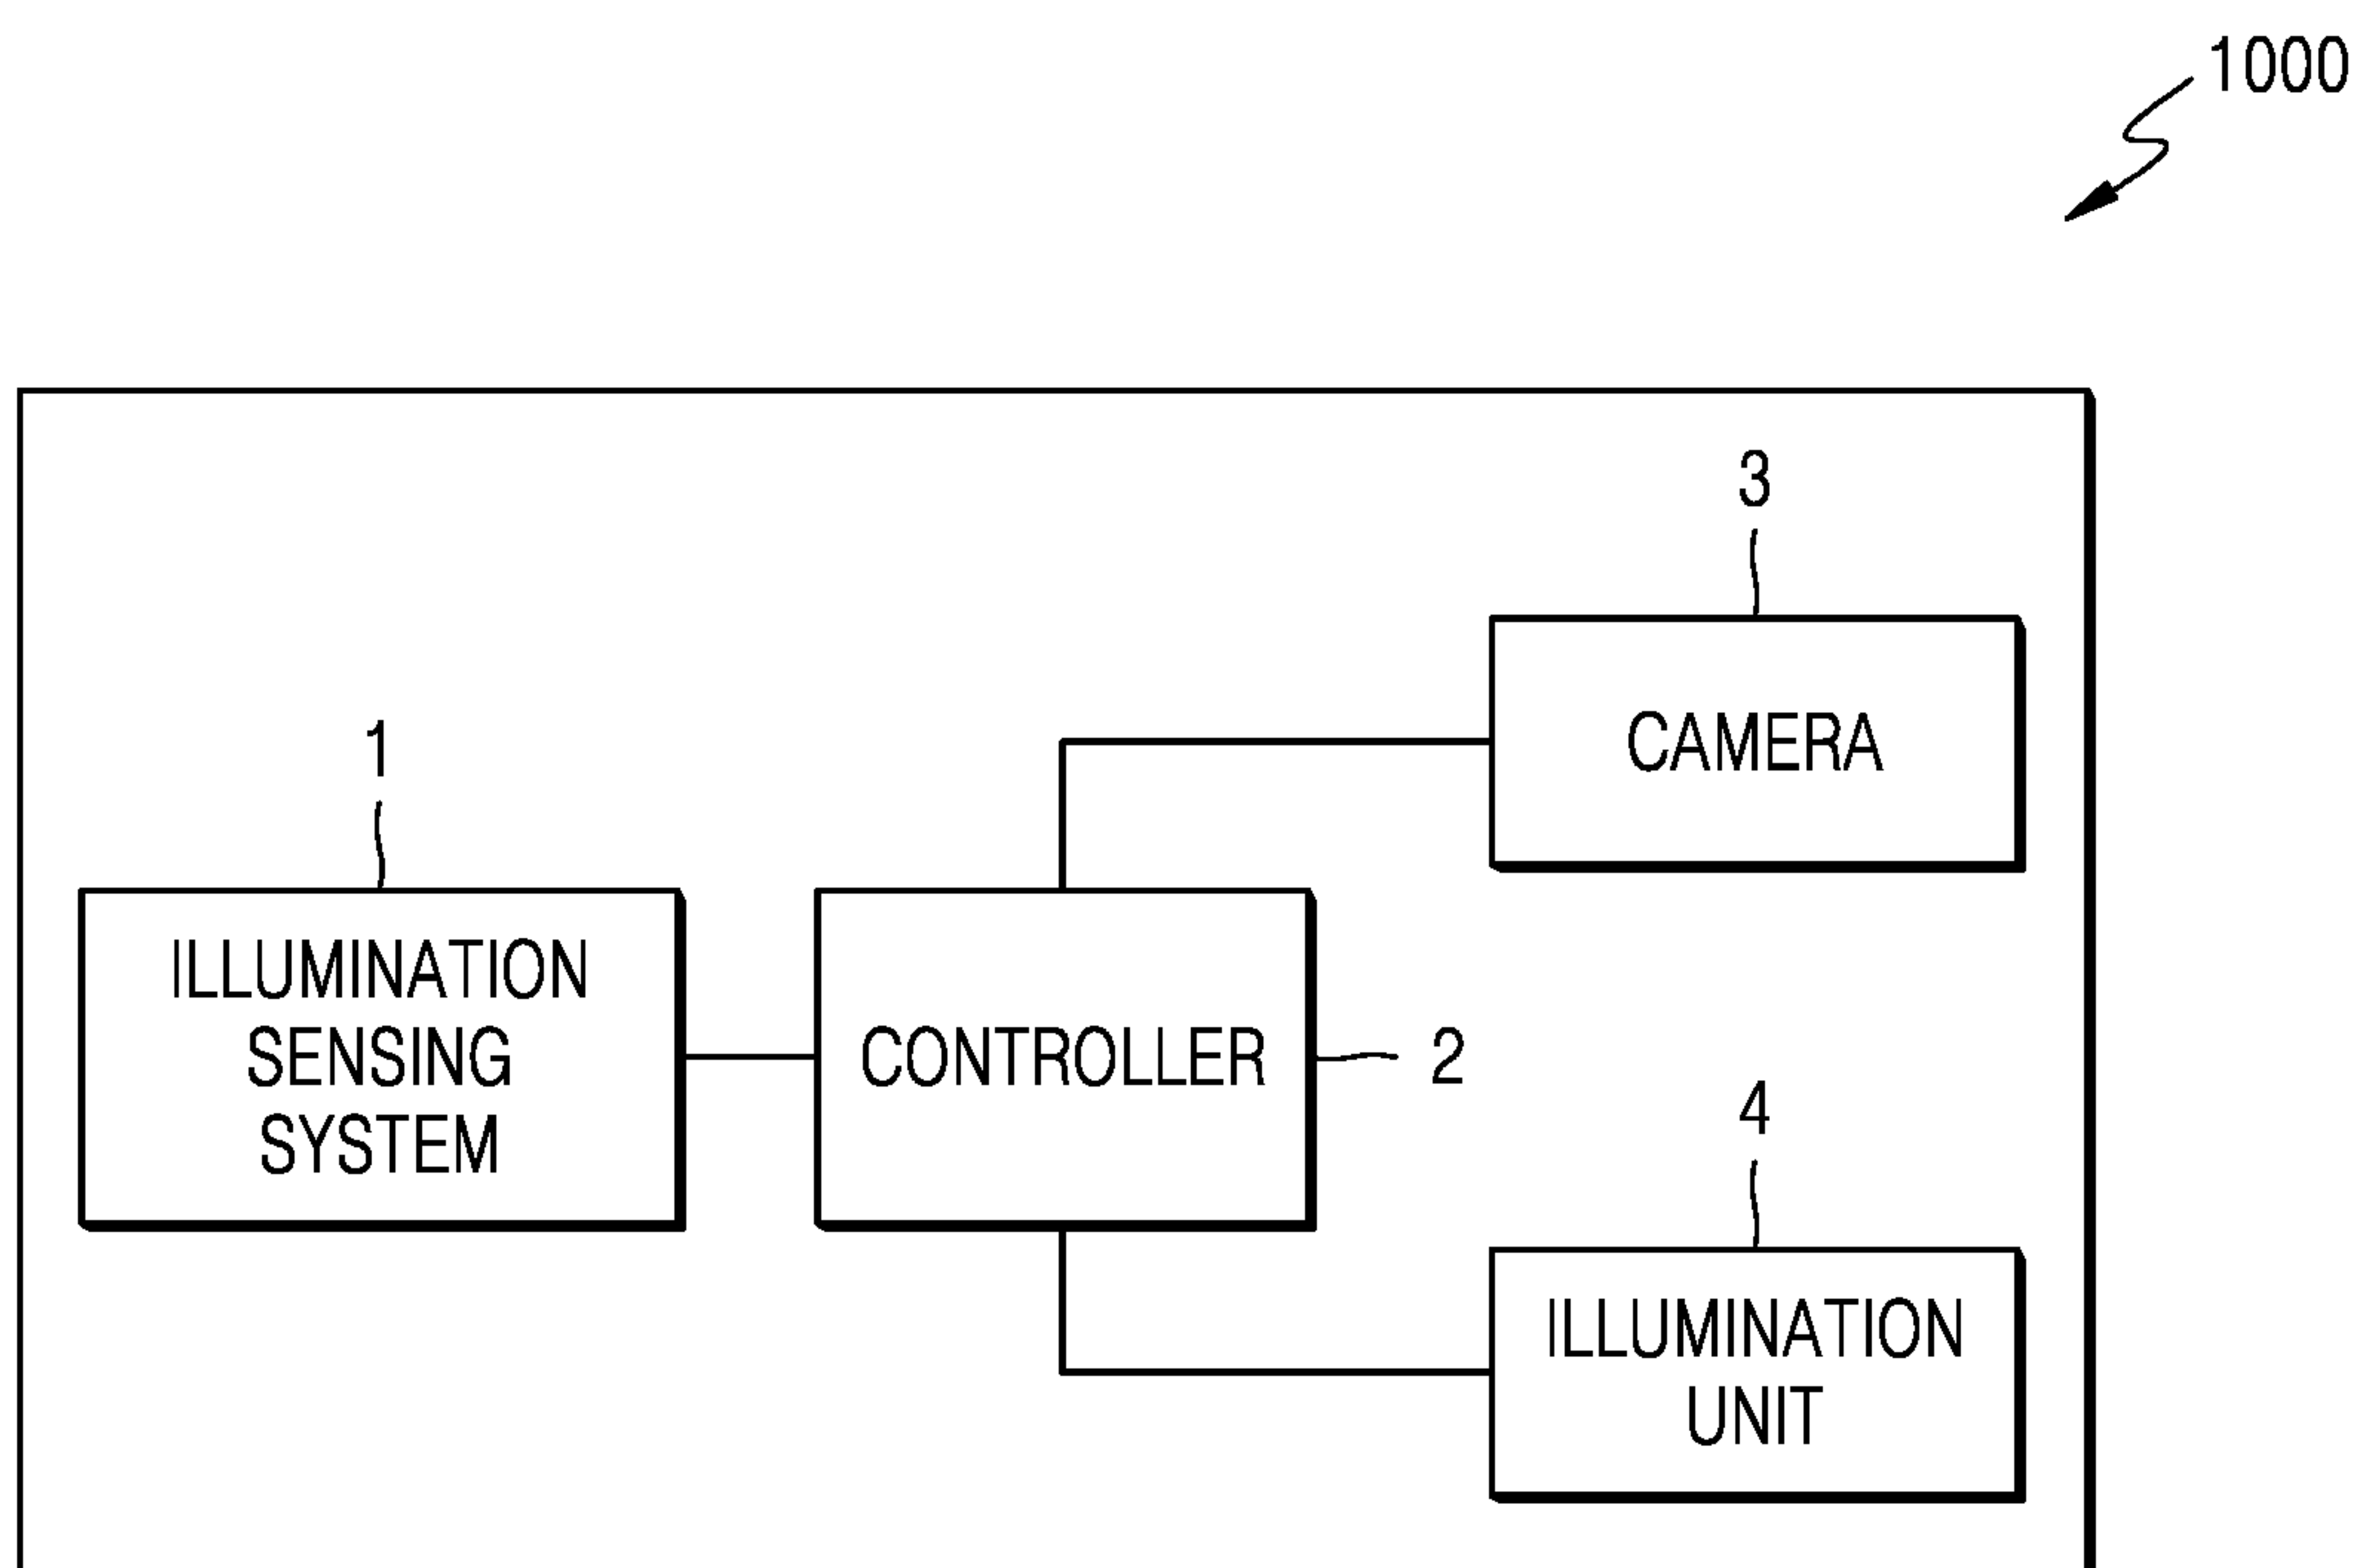 1000
3
CAMERA
1
ILLUMINATION
SENSING
SYSTEM
CONTROLLER
2
4
ILLUMINATION
UNIT